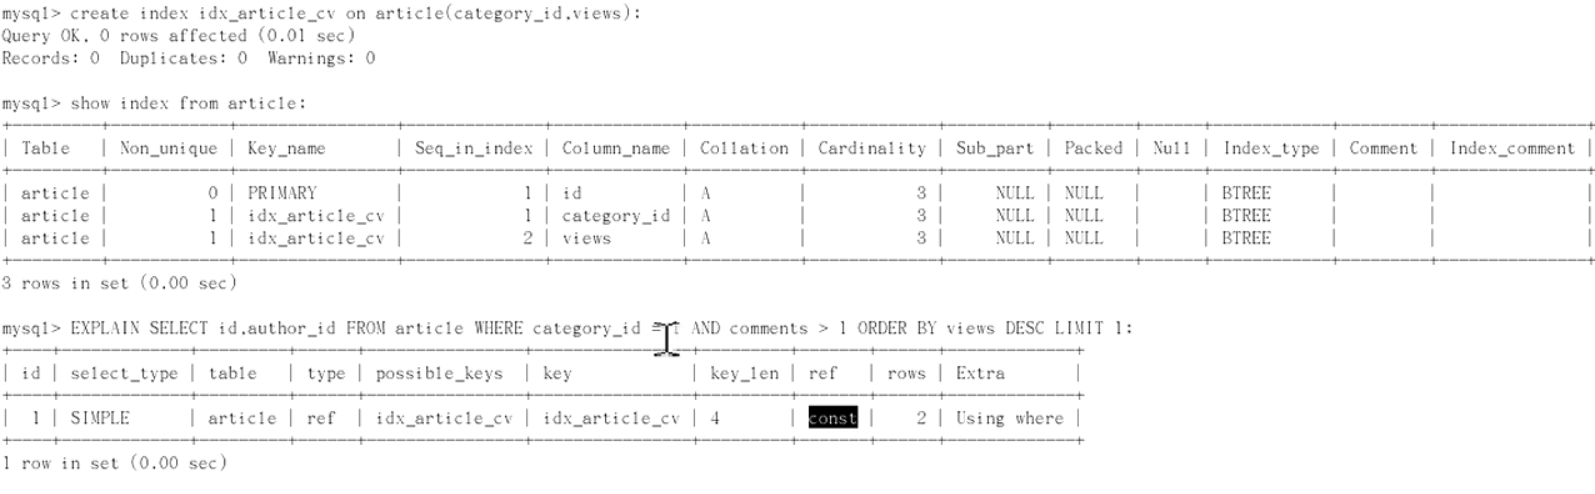 mysql> create index idx_article_cv on article(category_id,views);
Query OK, 0 rows affected (0.01 sec)
Records: 0  Duplicates: 0  Warnings: 0
mysql> show index from article;
| Table | Non_unique | Key_name | Seq_in_index | Column_name | Collation | Cardinality | Sub_part | Packed | Null | Index_type | Comment | Index_comment |
| article | 0 | PRIMARY | 1 | id | A | 3 | NULL | NULL | | BTREE | | |
| article | 1 | idx_article_cv | 1 | category_id | A | 3 | NULL | NULL | | BTREE | | |
| article | 1 | idx_article_cv | 2 | views | A | 3 | NULL | NULL | | BTREE | | |
3 rows in set (0.00 sec)
mysql> EXPLAIN SELECT id,author_id FROM article WHERE category_id = 1 AND comments > 1 ORDER BY views DESC LIMIT 1;
| id | select_type | table | type | possible_keys | key | key_len | ref | rows | Extra |
| 1 | SIMPLE | article | ref | idx_article_cv | idx_article_cv | 4 | const | 2 | Using where |
1 row in set (0.00 sec)